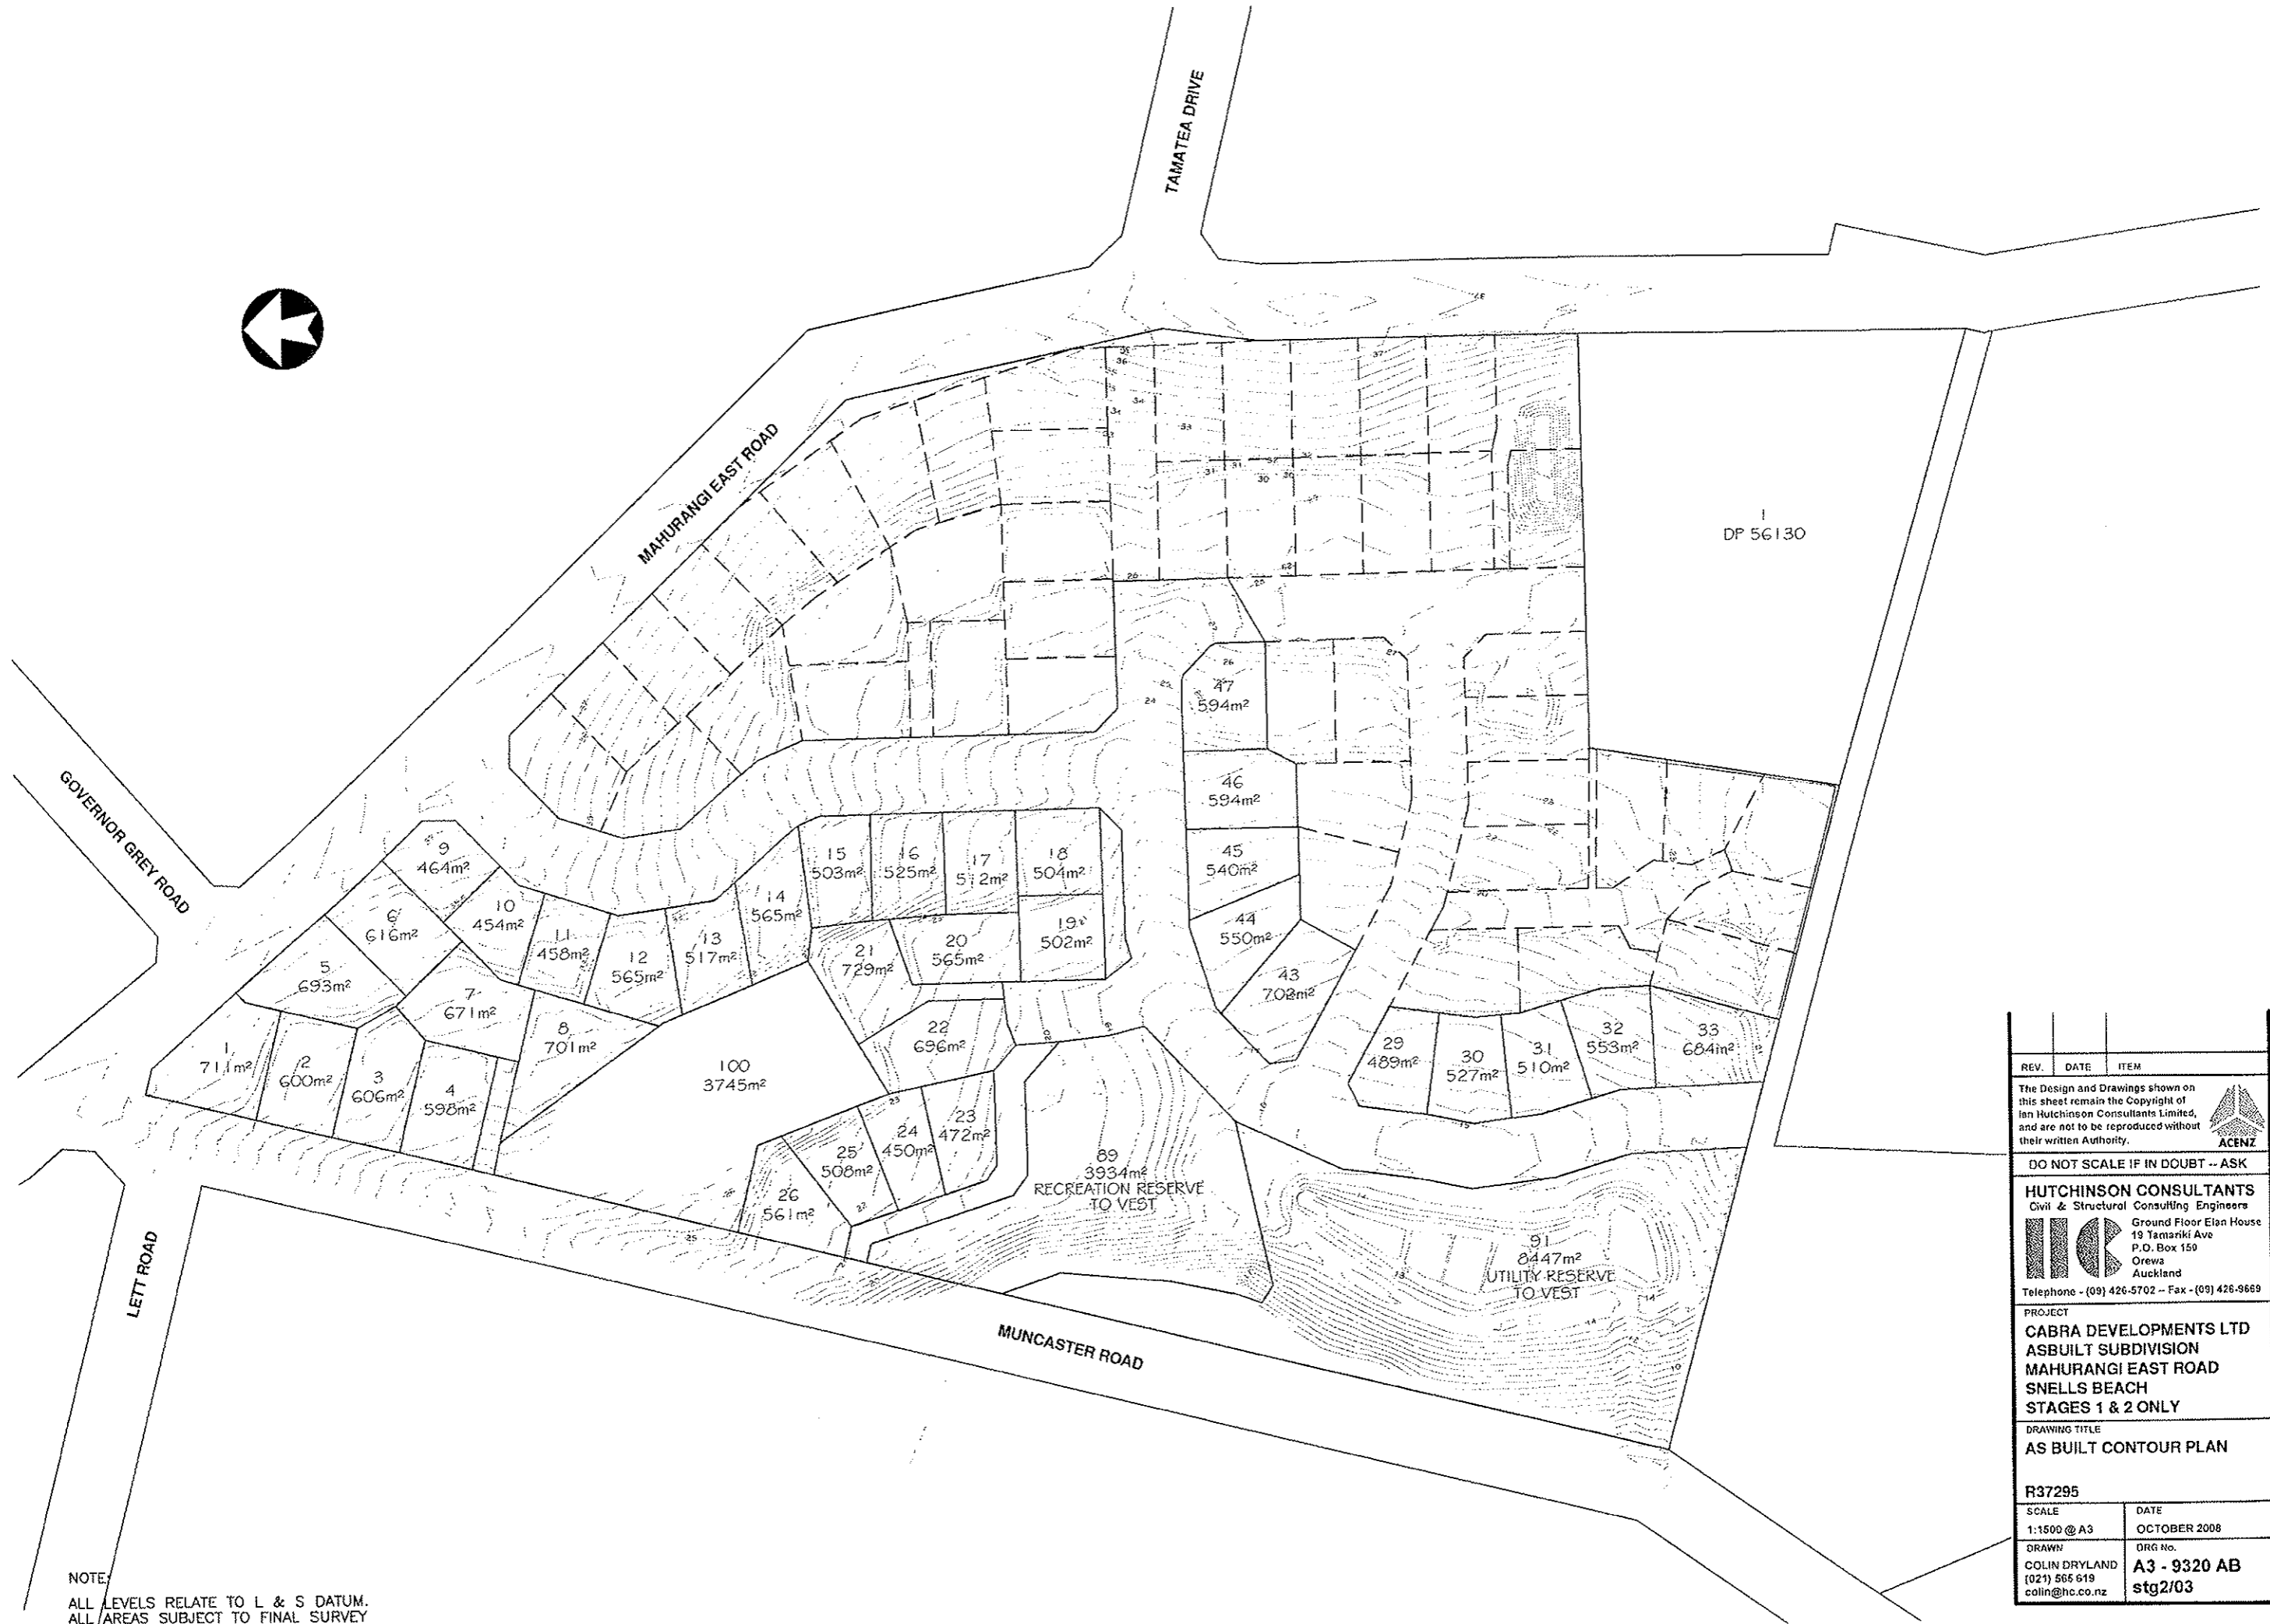 TAMATEA DRIVE
MAHURANGI EAST ROAD
GOVERNOR GREY ROAD
LETT ROAD
MUNCASTER ROAD
1
DP 56130
47
594m²
46
594m²
45
540m²
44
550m²
43
702m²
9
464m²
10
454m²
6
616m²
5
693m²
11
458m²
12
565m²
13
517m²
14
565m²
15
503m²
16
525m²
17
512m²
18
504m²
19
502m²
20
565m²
21
729m²
22
696m²
7
671m²
8
701m²
1
711m²
2
600m²
3
606m²
4
598m²
100
3745m²
23
472m²
24
450m²
25
508m²
26
561m²
29
489m²
30
527m²
31
510m²
32
553m²
33
684m²
89
3934m²
RECREATION RESERVE
TO VEST
91
8447m²
UTILITY RESERVE
TO VEST
NOTE:
ALL LEVELS RELATE TO L & S DATUM.
ALL AREAS SUBJECT TO FINAL SURVEY
REV. DATE ITEM
The Design and Drawings shown on
this sheet remain the Copyright of
Ian Hutchinson Consultants Limited,
and are not to be reproduced without
their written Authority.
ACENZ
DO NOT SCALE IF IN DOUBT -- ASK
HUTCHINSON CONSULTANTS
Civil & Structural Consulting Engineers
Ground Floor Elan House
19 Tamariki Ave
P.O. Box 150
Orewa
Auckland
Telephone - (09) 426-5702 -- Fax - (09) 426-9669
PROJECT
CABRA DEVELOPMENTS LTD
ASBUILT SUBDIVISION
MAHURANGI EAST ROAD
SNELLS BEACH
STAGES 1 & 2 ONLY
DRAWING TITLE
AS BUILT CONTOUR PLAN
R37295
SCALE
1:1500 @ A3
DATE
OCTOBER 2008
DRAWN
COLIN DRYLAND
(021) 565 619
colin@hc.co.nz
DRG No.
A3 - 9320 AB
stg2/03